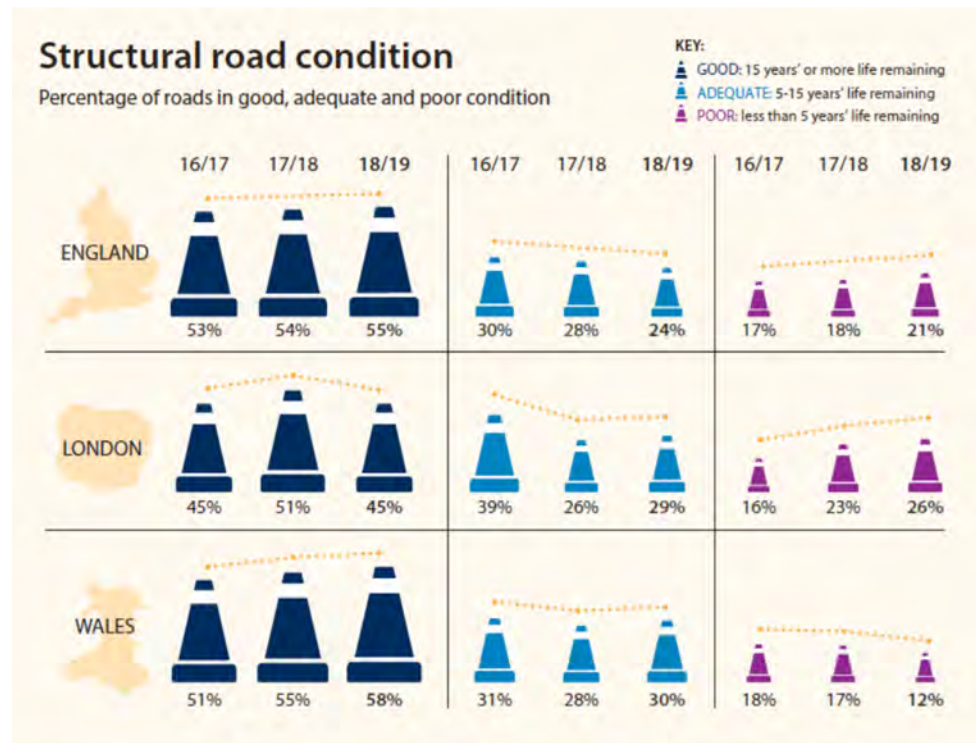 Structural road condition
Percentage of roads in good, adequate and poor condition
KEY:
GOOD: 15 years' or more life remaining
ADEQUATE: 5-15 years' life remaining
POOR: less than 5 years' life remaining
16/17 17/18 18/19 16/17 17/18 18/19 16/17 17/18 18/19
ENGLAND
53% 54% 55% 30% 28% 24% 17% 18% 21%
LONDON
45% 51% 45% 39% 26% 29% 16% 23% 26%
WALES
51% 55% 58% 31% 28% 30% 18% 17% 12%